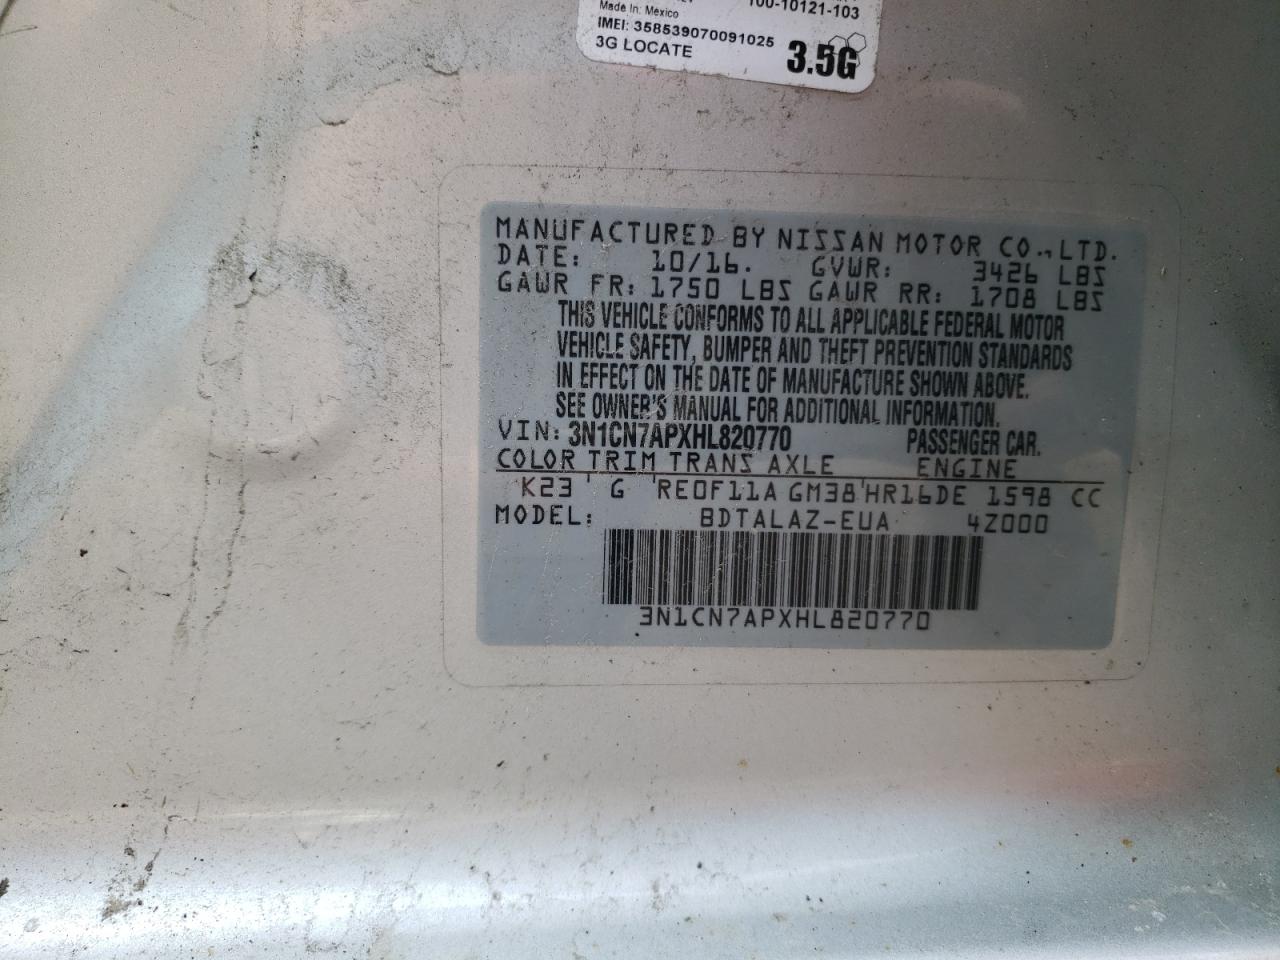 100-10121-103
Made In: Mexico
IMEI: 358539070091025
3G LOCATE 3.5G
MANUFACTURED BY NISSAN MOTOR CO., LTD.
DATE: 10/16. GVWR: 3426 LBS
GAWR FR: 1750 LBS GAWR RR: 1708 LBS
THIS VEHICLE CONFORMS TO ALL APPLICABLE FEDERAL MOTOR
VEHICLE SAFETY, BUMPER AND THEFT PREVENTION STANDARDS
IN EFFECT ON THE DATE OF MANUFACTURE SHOWN ABOVE.
SEE OWNER'S MANUAL FOR ADDITIONAL INFORMATION.
VIN: 3N1CN7APXHL820770 PASSENGER CAR.
COLOR TRIM TRANS AXLE ENGINE
K23 G RE0F11A GM38 HR16DE 1598 CC
MODEL: BDTALAZ-EUA 4Z000
3N1CN7APXHL820770